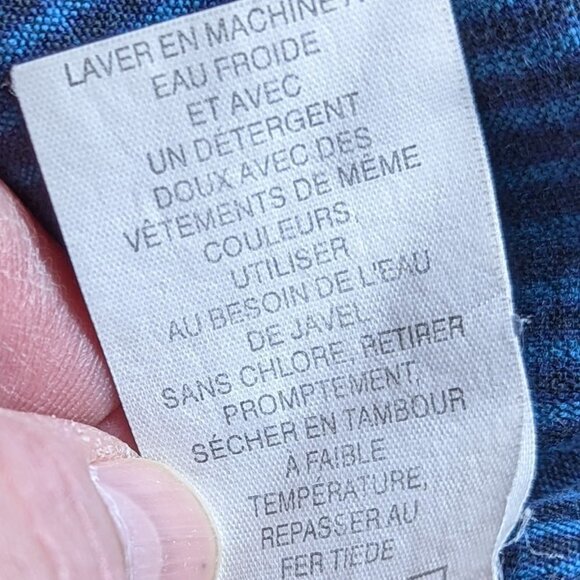 LAVER EN MACHINE À
EAU FROIDE
ET AVEC
UN DÉTERGENT
DOUX AVEC DES
VÊTEMENTS DE MÊME
COULEURS,
UTILISER
AU BESOIN DE L'EAU
DE JAVEL
SANS CHLORE, RETIRER
PROMPTEMENT,
SÉCHER EN TAMBOUR
À FAIBLE
TEMPÉRATURE,
REPASSER AU
FER TIEDE